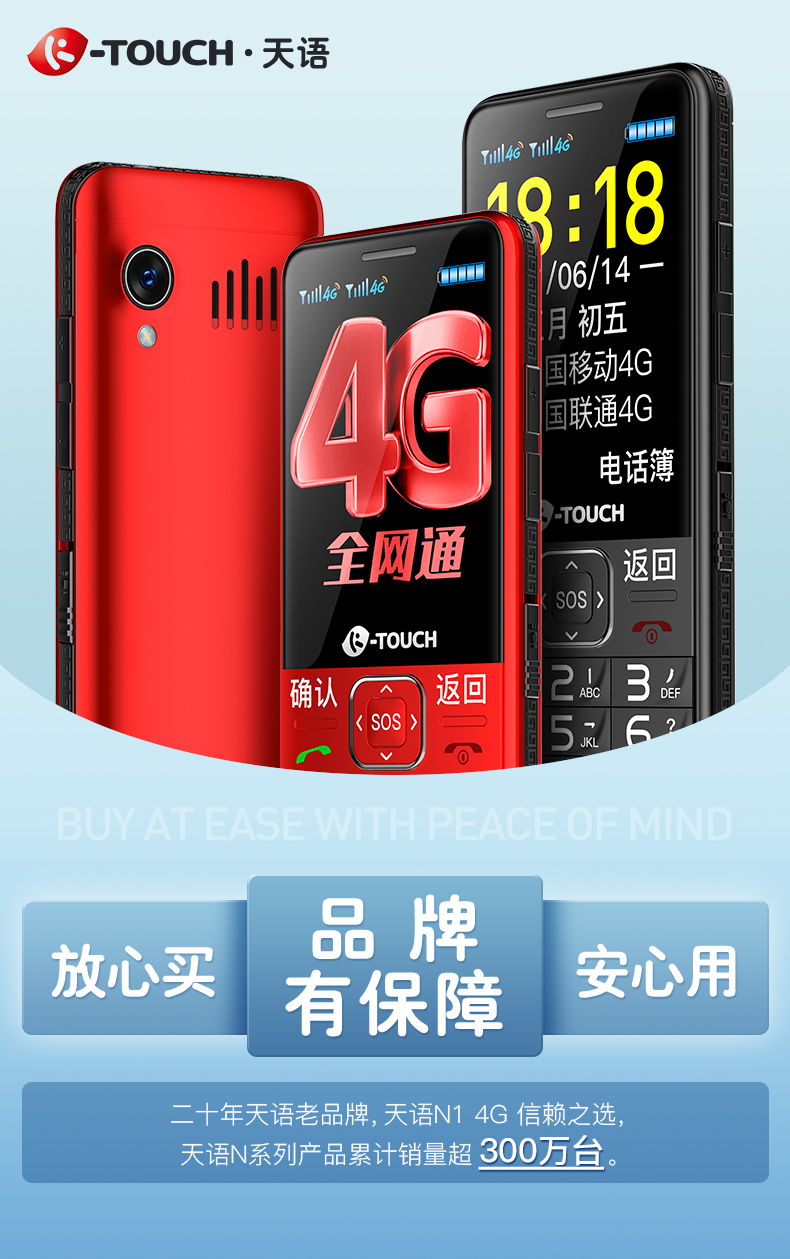 K-TOUCH·天语
4G 4G
18:18
/06/14 一
月 初五
国移动4G
国联通4G
电话簿
K-TOUCH
返回
SOS
2 ABC 3 DEF
5 JKL 6
4G 4G
4G
全网通
K-TOUCH
确认 SOS 返回
BUY AT EASE WITH PEACE OF MIND
放心买
品 牌
有保障
安心用
二十年天语老品牌, 天语N1 4G 信赖之选,
天语N系列产品累计销量超 300万台。